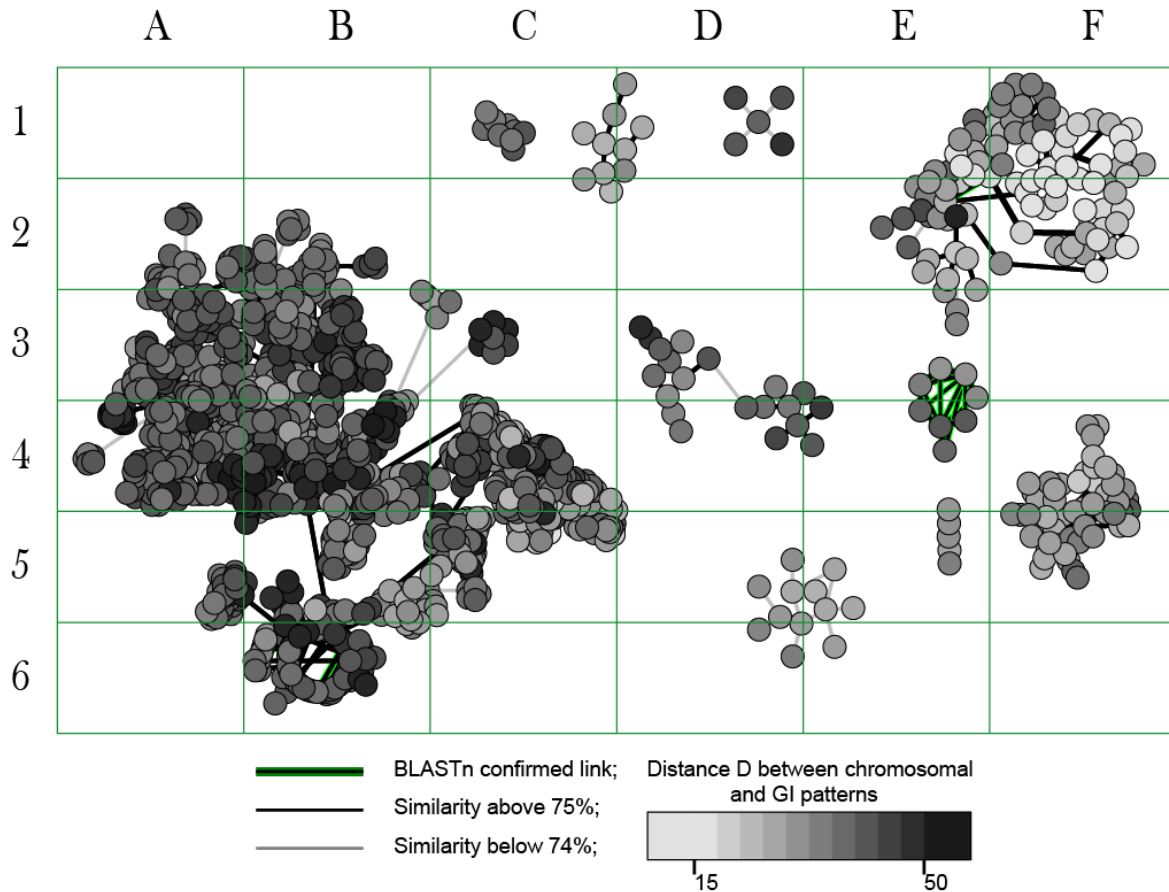 A B C D E F
1
2
3
4
5
6
BLASTn confirmed link;
Similarity above 75%;
Similarity below 74%;
Distance D between chromosomal
and GI patterns
15 50